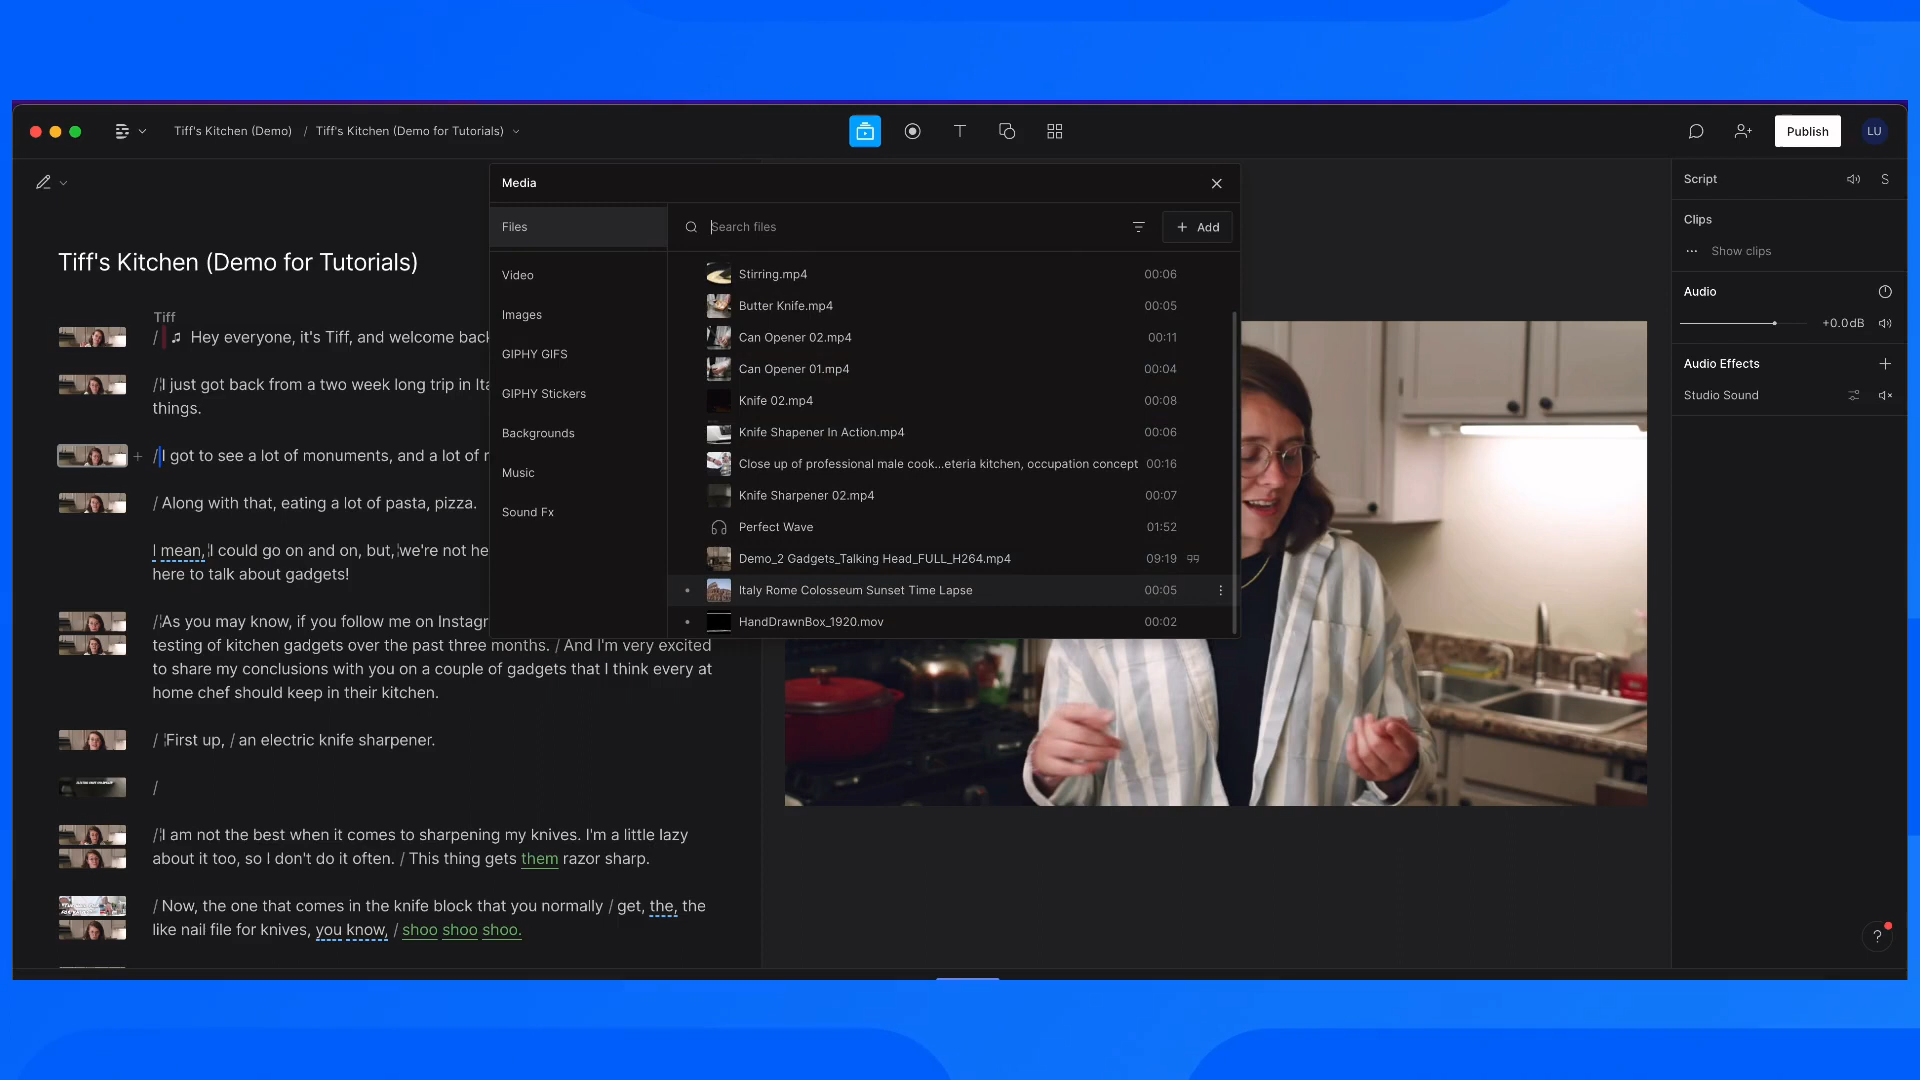 Tiff's Kitchen (Demo) / Tiff's Kitchen (Demo for Tutorials)
Publish
LU
Media
Files
Search files
+ Add
Video
Images
GIPHY GIFS
GIPHY Stickers
Backgrounds
Music
Sound Fx
Stirring.mp4 00:06
Butter Knife.mp4 00:05
Can Opener 02.mp4 00:11
Can Opener 01.mp4 00:04
Knife 02.mp4 00:08
Knife Shapener In Action.mp4 00:06
Close up of professional male cook...eteria kitchen, occupation concept 00:16
Knife Sharpener 02.mp4 00:07
Perfect Wave 01:52
Demo_2 Gadgets_Talking Head_FULL_H264.mp4 09:19
Italy Rome Colosseum Sunset Time Lapse 00:05
HandDrawnBox_1920.mov 00:02
Tiff's Kitchen (Demo for Tutorials)
Tiff
/ ♫ Hey everyone, it's Tiff, and welcome back
/ I just got back from a two week long trip in Ita
things.
/ I got to see a lot of monuments, and a lot of
/ Along with that, eating a lot of pasta, pizza.
I mean, I could go on and on, but, we're not he
here to talk about gadgets!
/ As you may know, if you follow me on Instagr
testing of kitchen gadgets over the past three months. / And I'm very excited
to share my conclusions with you on a couple of gadgets that I think every at
home chef should keep in their kitchen.
/ First up, / an electric knife sharpener.
/
/ I am not the best when it comes to sharpening my knives. I'm a little lazy
about it too, so I don't do it often. / This thing gets them razor sharp.
/ Now, the one that comes in the knife block that you normally / get, the, the
like nail file for knives, you know, / shoo shoo shoo.
Script
S
Clips
Show clips
Audio
+0.0dB
Audio Effects
Studio Sound
?